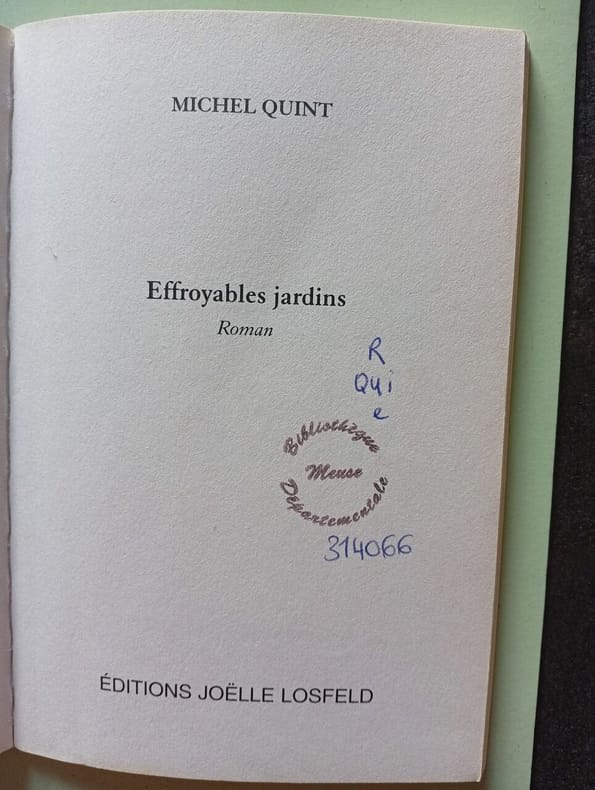 MICHEL QUINT
Effroyables jardins
Roman
R
Qui
e
Bibliothèque
Meuse
Départementale
314066
ÉDITIONS JOËLLE LOSFELD